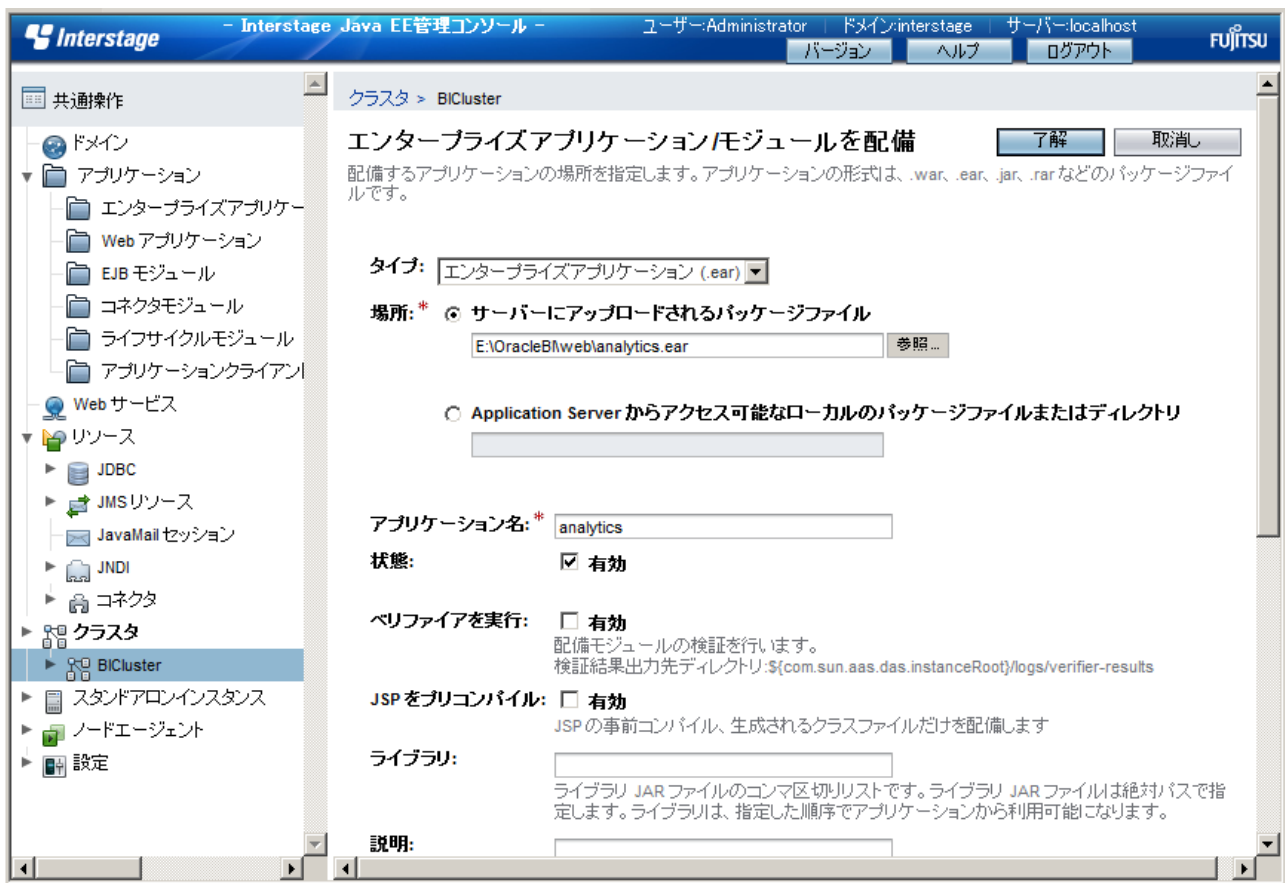 Interstage
− Interstage Java EE管理コンソール −
ユーザー:Administrator | ドメイン:interstage | サーバー:localhost
バージョン ヘルプ ログアウト
FUJITSU
共通操作
ドメイン
アプリケーション
エンタープライズアプリケー
Web アプリケーション
EJB モジュール
コネクタモジュール
ライフサイクルモジュール
アプリケーションクライアン
Web サービス
リソース
JDBC
JMS リソース
JavaMail セッション
JNDI
コネクタ
クラスタ
BICluster
スタンドアロンインスタンス
ノードエージェント
設定
クラスタ > BICluster
エンタープライズアプリケーション/モジュールを配備
了解 取消し
配備するアプリケーションの場所を指定します。アプリケーションの形式は、.war、.ear、.jar、.rar などのパッケージファイ
ルです。
タイプ: エンタープライズアプリケーション (.ear)
場所:* サーバーにアップロードされるパッケージファイル
E:\OracleBI\web\analytics.ear 参照...
Application Server からアクセス可能なローカルのパッケージファイルまたはディレクトリ
アプリケーション名:* analytics
状態: 有効
ベリファイアを実行: 有効
配備モジュールの検証を行います。
検証結果出力先ディレクトリ:${com.sun.aas.das.instanceRoot}/logs/verifier-results
JSP をプリコンパイル: 有効
JSP の事前コンパイル、生成されるクラスファイルだけを配備します
ライブラリ:
ライブラリ JAR ファイルのコンマ区切りリストです。ライブラリ JAR ファイルは絶対パスで指
定します。ライブラリは、指定した順序でアプリケーションから利用可能になります。
説明: